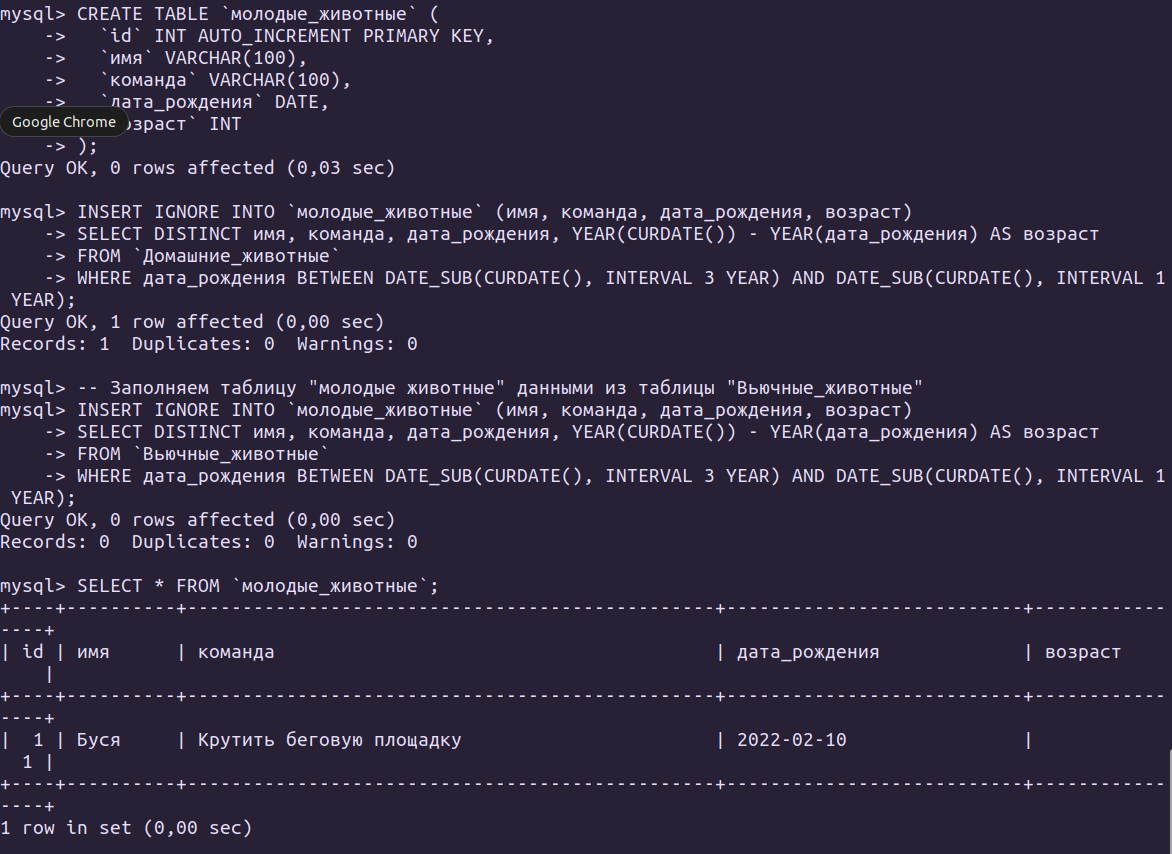 mysql> CREATE TABLE `молодые_животные` (
    ->   `id` INT AUTO_INCREMENT PRIMARY KEY,
    ->   `имя` VARCHAR(100),
    ->   `команда` VARCHAR(100),
    ->   `дата_рождения` DATE,
Google Chrome
озраст` INT
    -> );
Query OK, 0 rows affected (0,03 sec)
mysql> INSERT IGNORE INTO `молодые_животные` (имя, команда, дата_рождения, возраст)
    -> SELECT DISTINCT имя, команда, дата_рождения, YEAR(CURDATE()) - YEAR(дата_рождения) AS возраст
    -> FROM `Домашние_животные`
    -> WHERE дата_рождения BETWEEN DATE_SUB(CURDATE(), INTERVAL 3 YEAR) AND DATE_SUB(CURDATE(), INTERVAL 1
 YEAR);
Query OK, 1 row affected (0,00 sec)
Records: 1  Duplicates: 0  Warnings: 0
mysql> -- Заполняем таблицу "молодые животные" данными из таблицы "Вьючные_животные"
mysql> INSERT IGNORE INTO `молодые_животные` (имя, команда, дата_рождения, возраст)
    -> SELECT DISTINCT имя, команда, дата_рождения, YEAR(CURDATE()) - YEAR(дата_рождения) AS возраст
    -> FROM `Вьючные_животные`
    -> WHERE дата_рождения BETWEEN DATE_SUB(CURDATE(), INTERVAL 3 YEAR) AND DATE_SUB(CURDATE(), INTERVAL 1
 YEAR);
Query OK, 0 rows affected (0,00 sec)
Records: 0  Duplicates: 0  Warnings: 0
mysql> SELECT * FROM `молодые_животные`;
+----+----------+------------------------------------------------+---------------------------+------------
----+
| id | имя      | команда                                        | дата_рождения             | возраст
    |
+----+----------+------------------------------------------------+---------------------------+------------
----+
|  1 | Буся     | Крутить беговую площадку                       | 2022-02-10                |
  1 |
+----+----------+------------------------------------------------+---------------------------+------------
----+
1 row in set (0,00 sec)